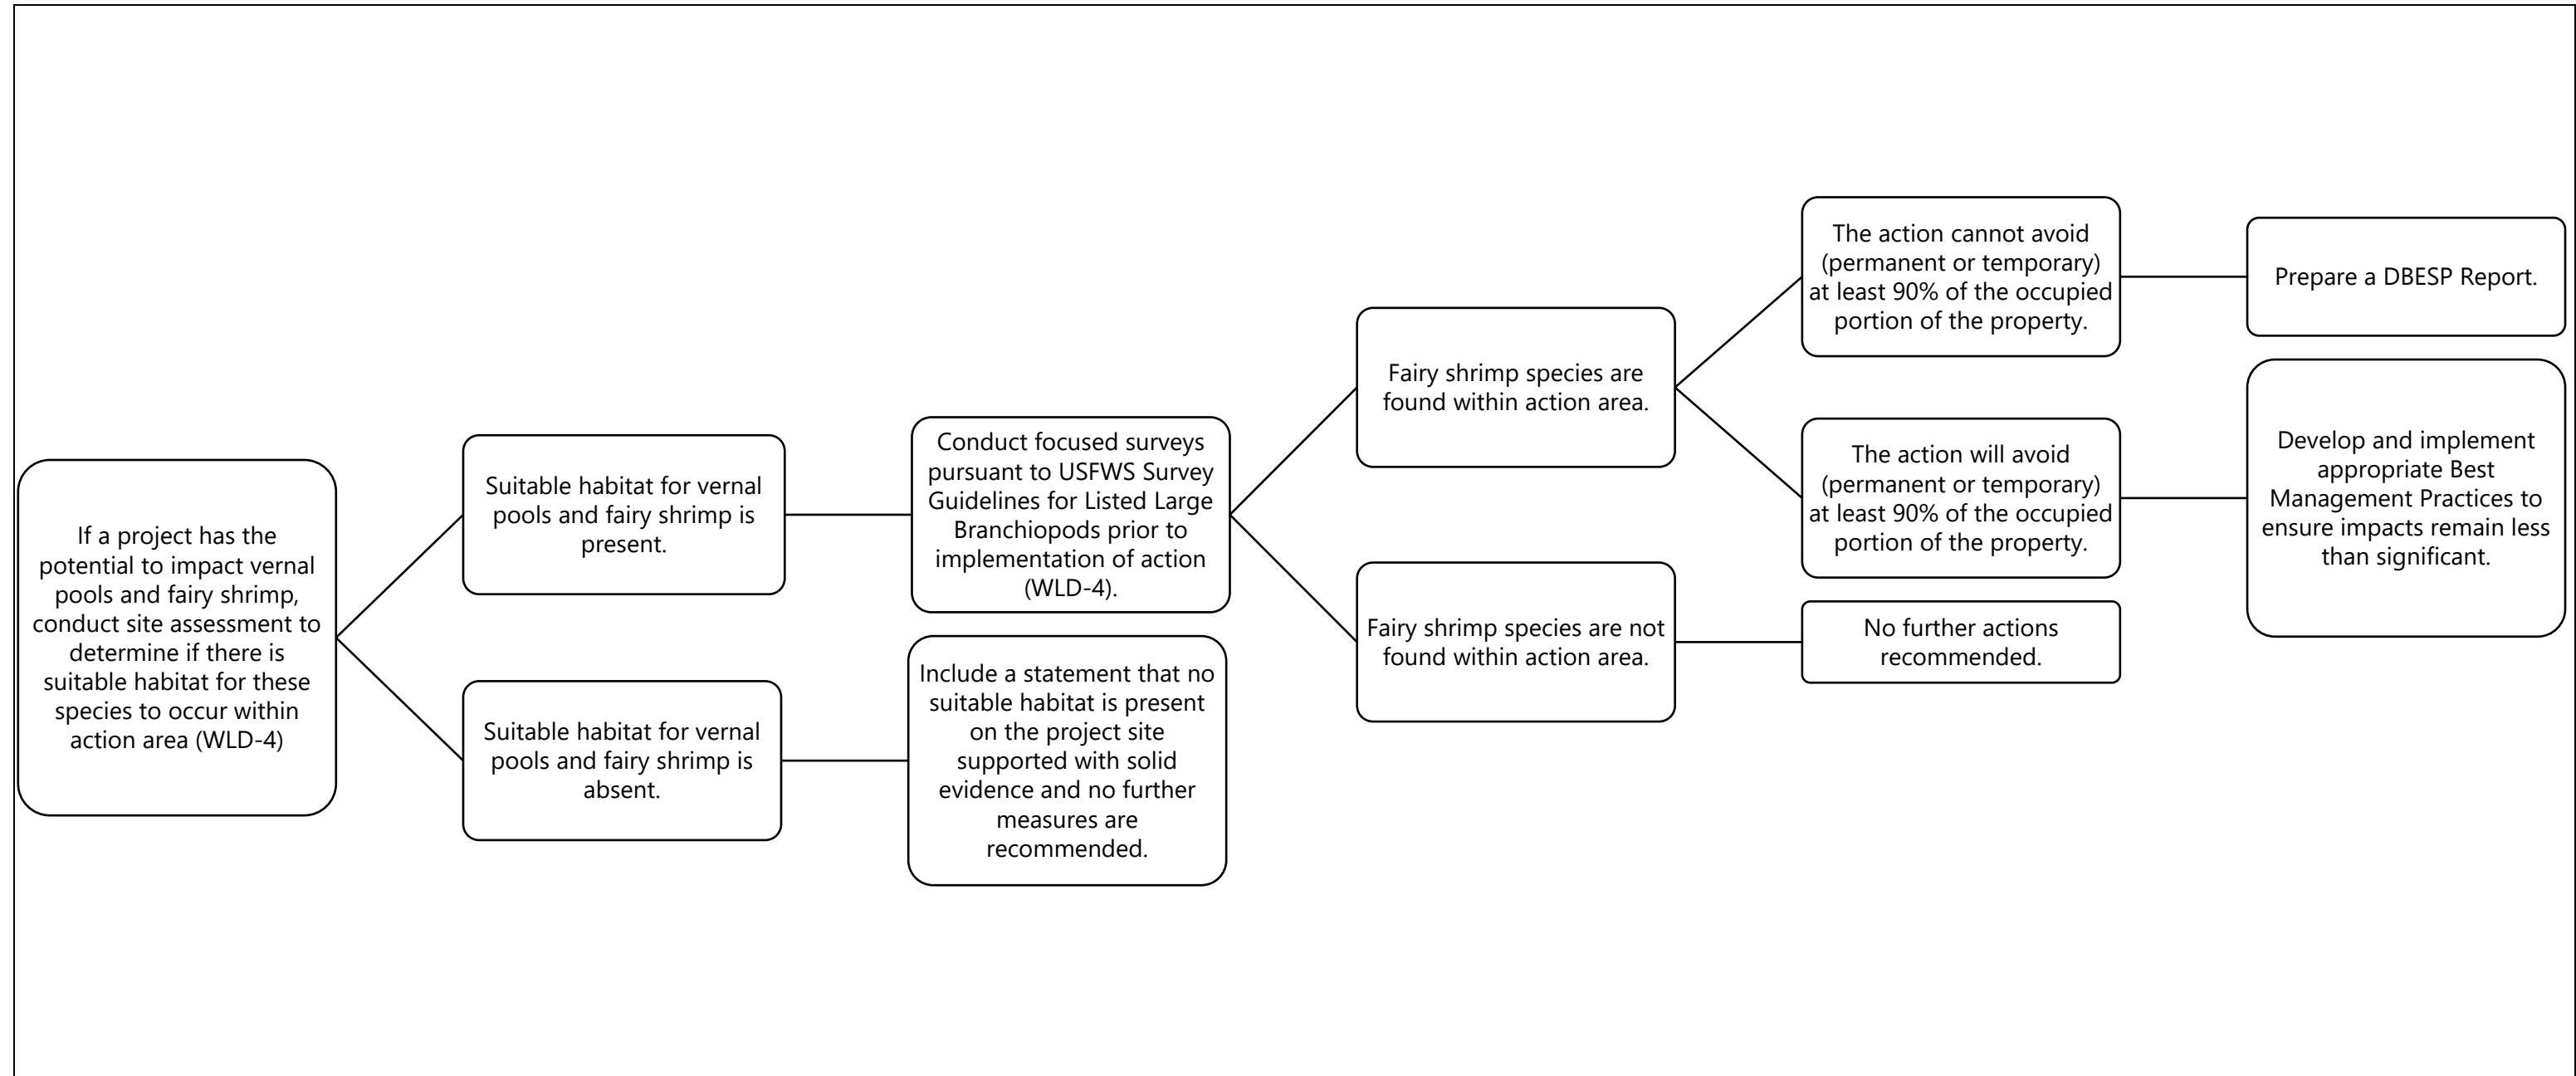 If a project has the
potential to impact vernal
pools and fairy shrimp,
conduct site assessment to
determine if there is
suitable habitat for these
species to occur within
action area (WLD-4)
Suitable habitat for vernal
pools and fairy shrimp is
present.
Suitable habitat for vernal
pools and fairy shrimp is
absent.
Conduct focused surveys
pursuant to USFWS Survey
Guidelines for Listed Large
Branchiopods prior to
implementation of action
(WLD-4).
Include a statement that no
suitable habitat is present
on the project site
supported with solid
evidence and no further
measures are
recommended.
Fairy shrimp species are
found within action area.
Fairy shrimp species are not
found within action area.
The action cannot avoid
(permanent or temporary)
at least 90% of the occupied
portion of the property.
The action will avoid
(permanent or temporary)
at least 90% of the occupied
portion of the property.
No further actions
recommended.
Prepare a DBESP Report.
Develop and implement
appropriate Best
Management Practices to
ensure impacts remain less
than significant.